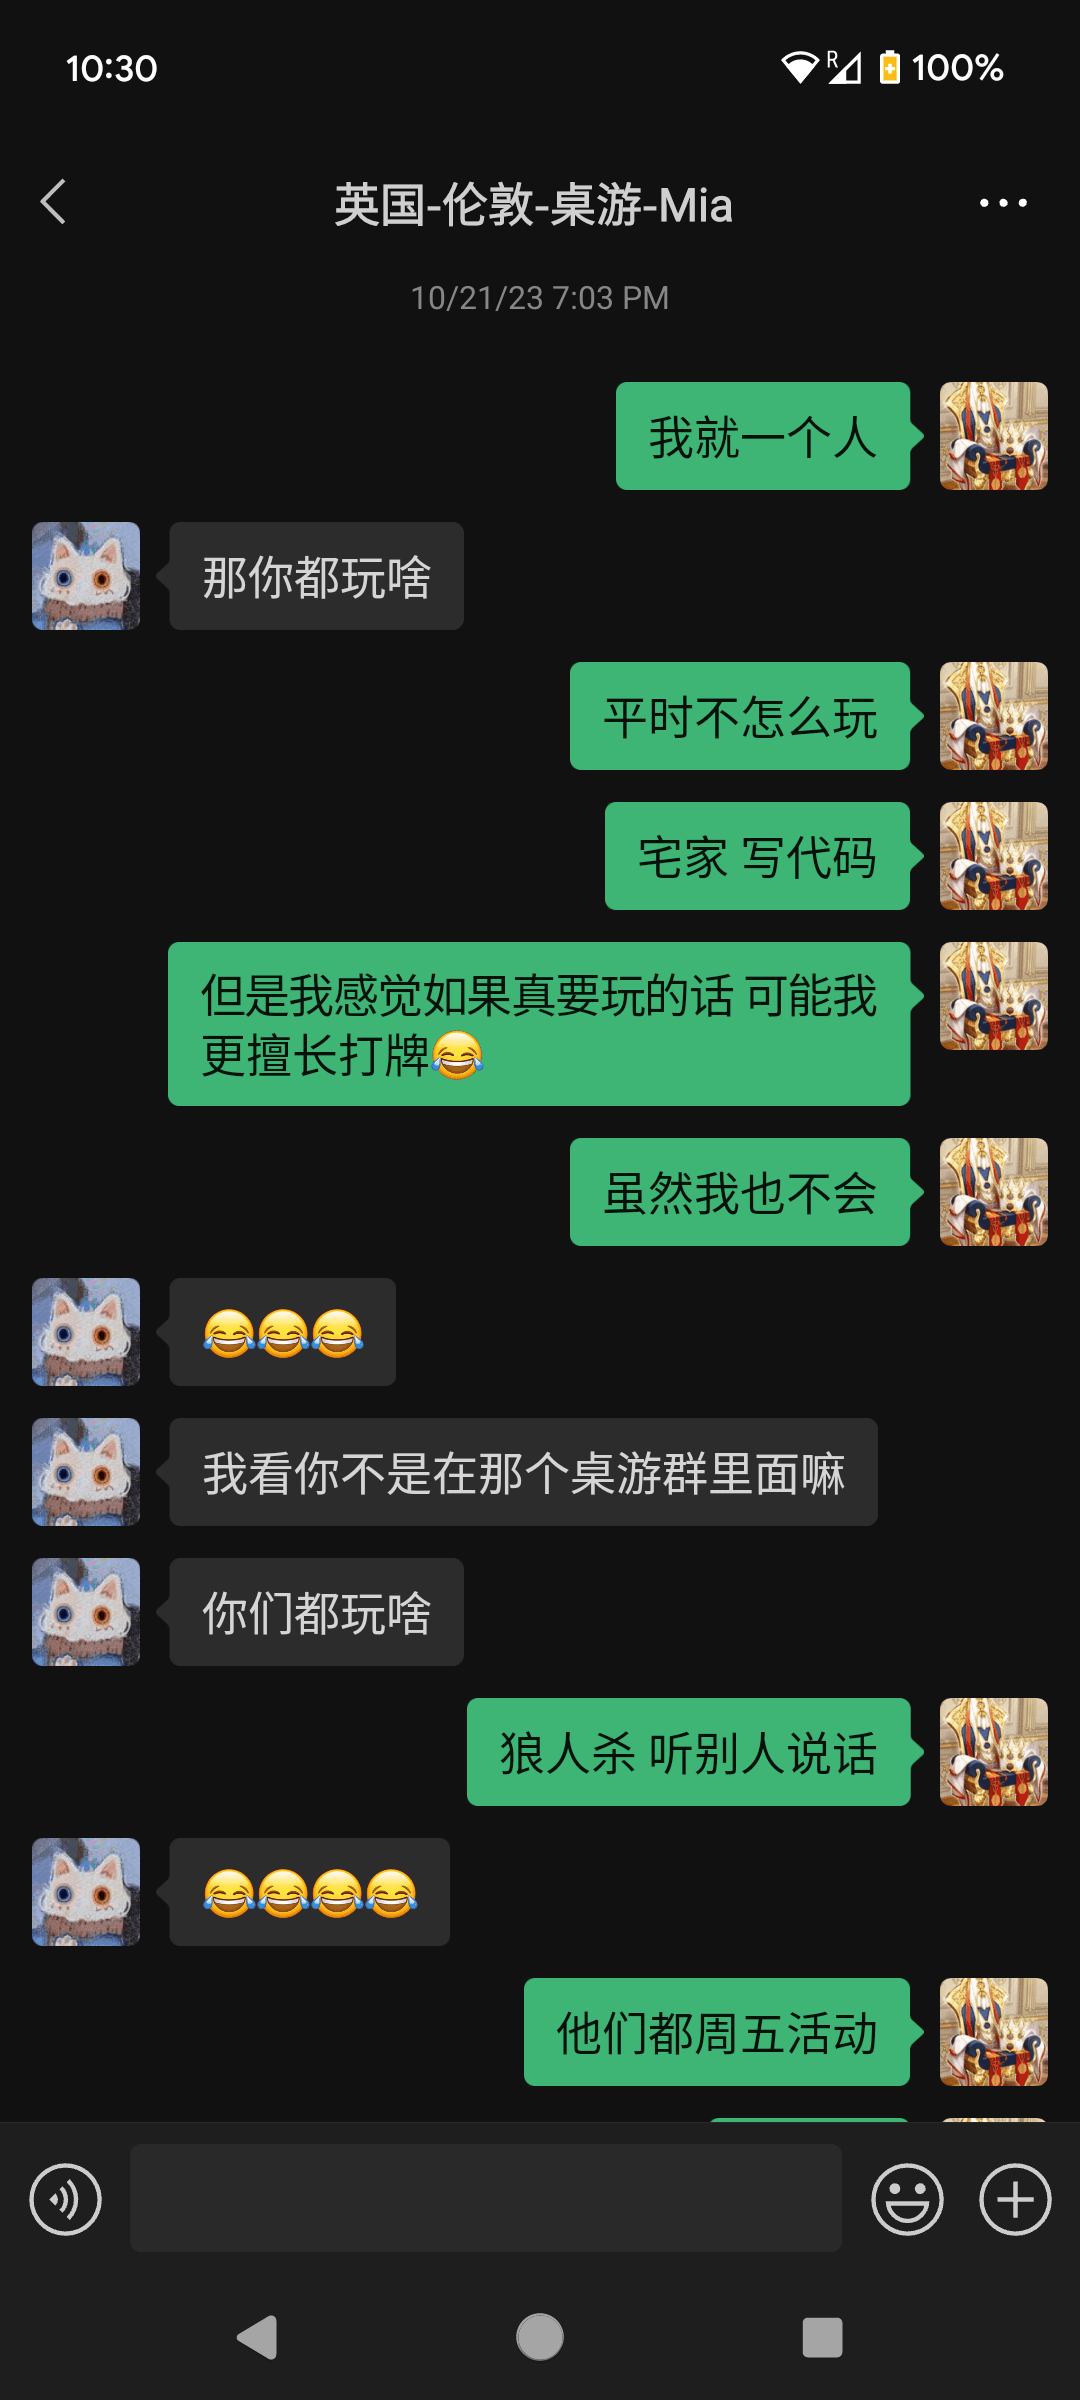 10:30
R 100%
英国-伦敦-桌游-Mia
10/21/23 7:03 PM
我就一个人
那你都玩啥
平时不怎么玩
宅家 写代码
但是我感觉如果真要玩的话 可能我
更擅长打牌😂
虽然我也不会
😂😂😂
我看你不是在那个桌游群里面嘛
你们都玩啥
狼人杀 听别人说话
😂😂😂😂
他们都周五活动